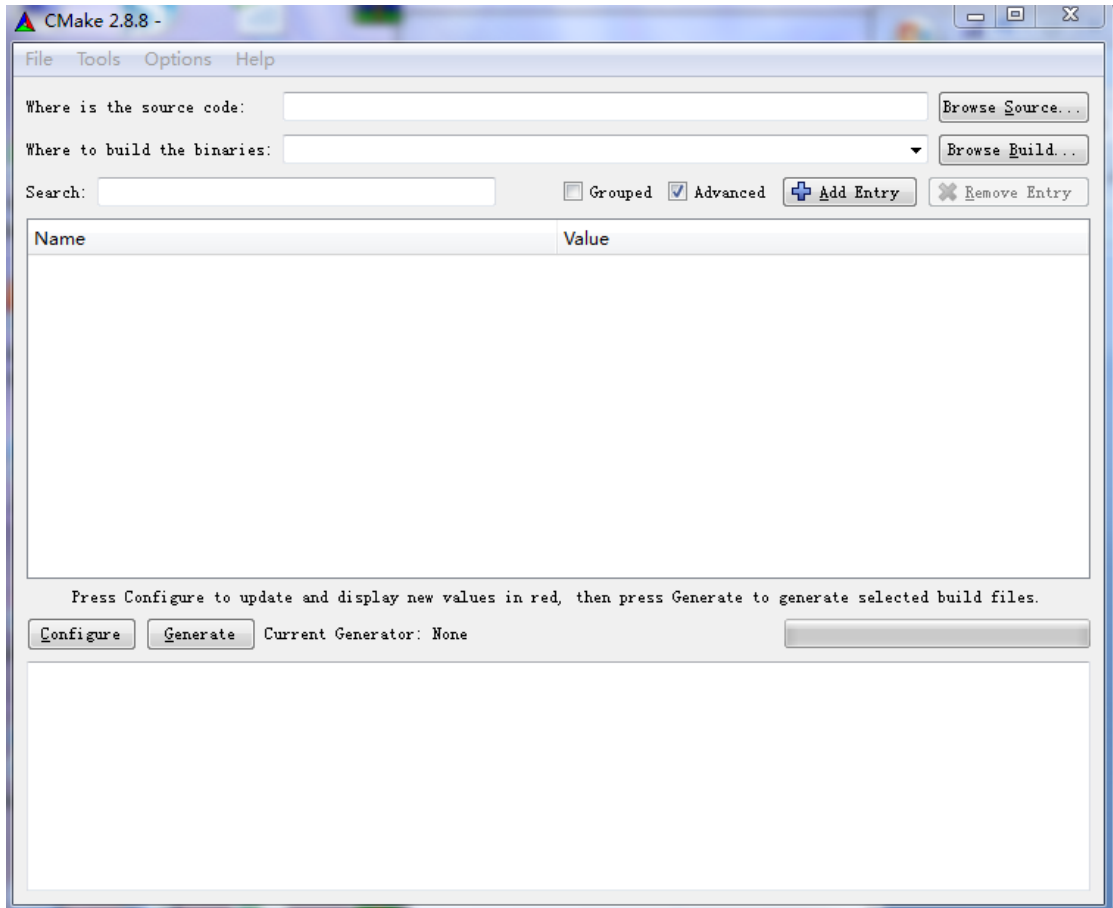 CMake 2.8.8 -
File Tools Options Help
Where is the source code: Browse Source...
Where to build the binaries: Browse Build...
Search: Grouped Advanced Add Entry Remove Entry
Name Value
Press Configure to update and display new values in red, then press Generate to generate selected build files.
Configure Generate Current Generator: None